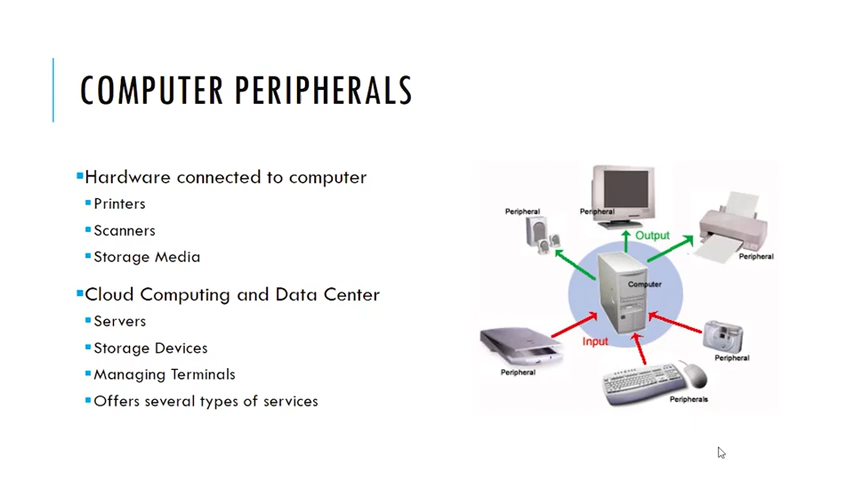 COMPUTER PERIPHERALS
Hardware connected to computer
Printers
Scanners
Storage Media
Cloud Computing and Data Center
Servers
Storage Devices
Managing Terminals
Offers several types of services
Peripheral
Peripheral
Output
Peripheral
Computer
Input
Peripheral
Peripheral
Peripherals